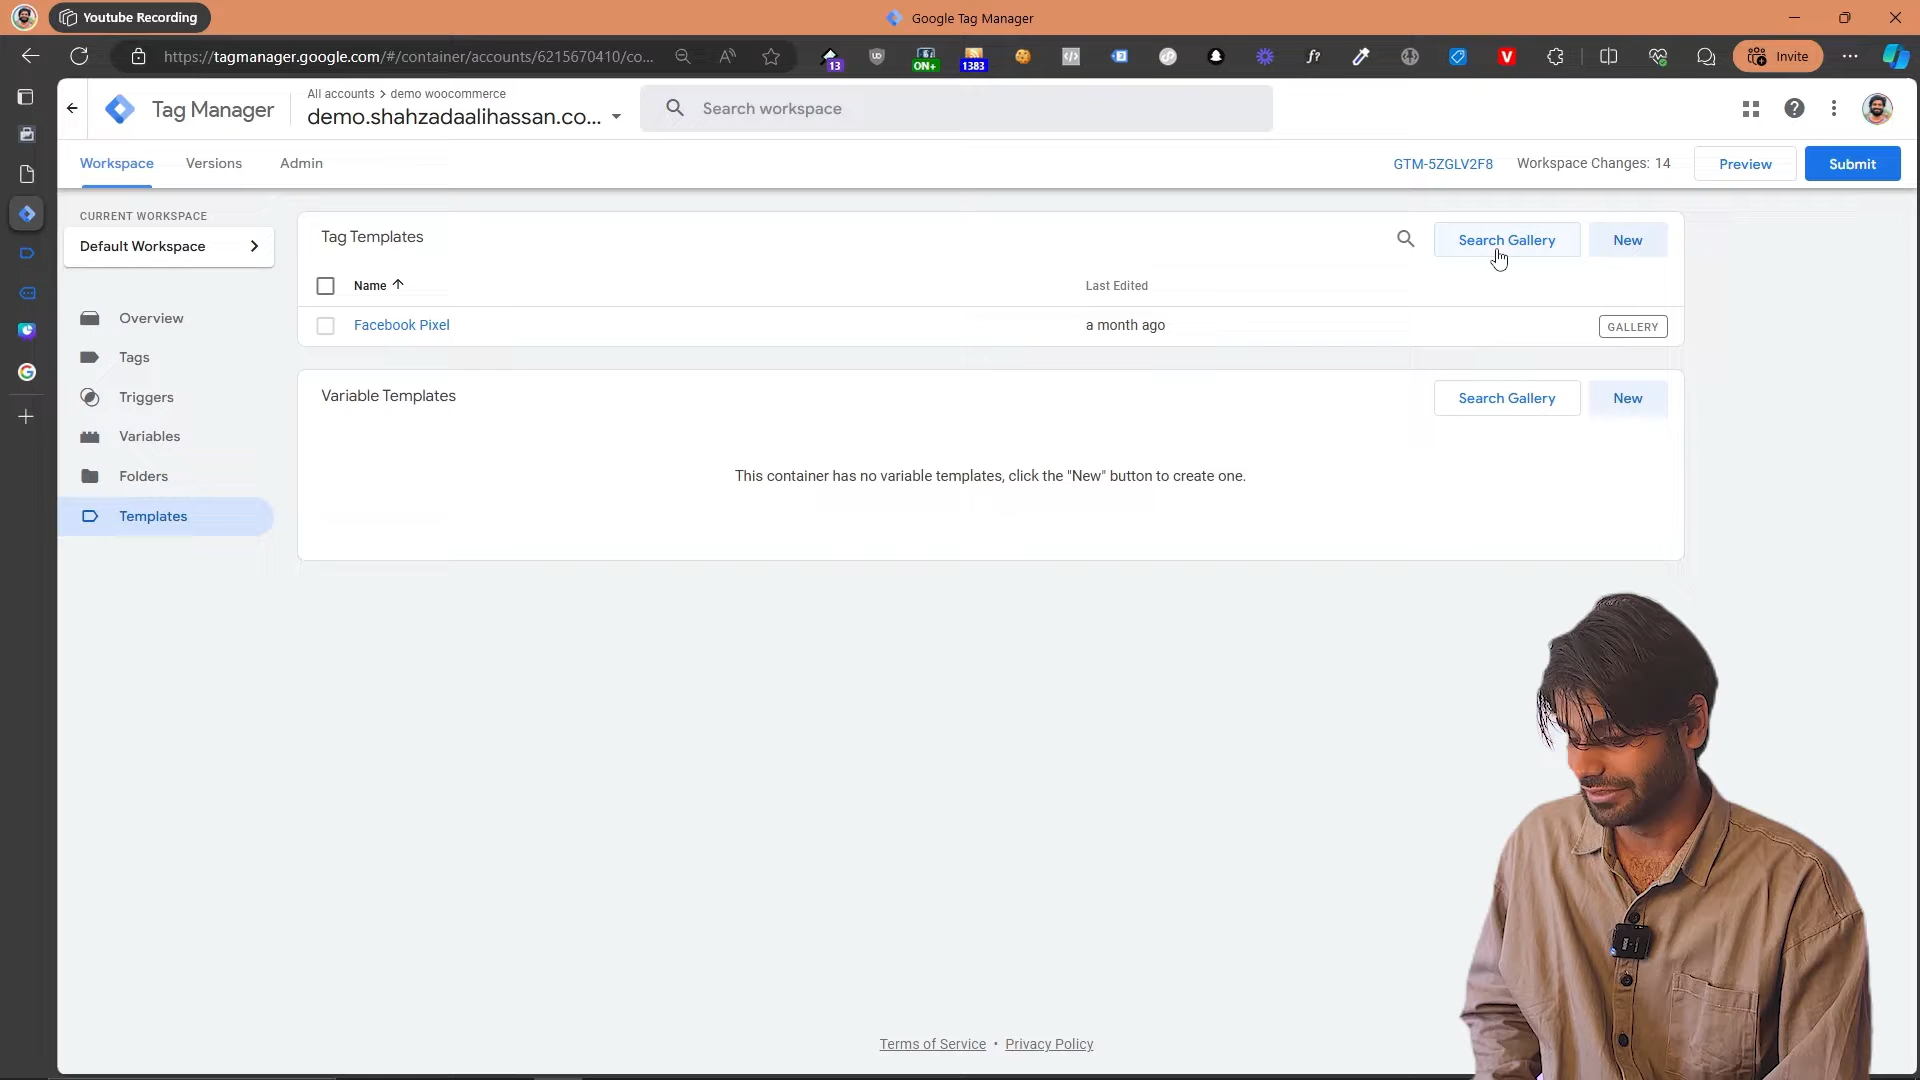 Youtube Recording
Google Tag Manager
https://tagmanager.google.com/#/container/accounts/6215670410/co...
13
ON+
1383
Invite
Tag Manager
All accounts > demo woocommerce
demo.shahzadaalihassan.co...
Search workspace
Workspace
Versions
Admin
GTM-5ZGLV2F8
Workspace Changes: 14
Preview
Submit
CURRENT WORKSPACE
Default Workspace
Overview
Tags
Triggers
Variables
Folders
Templates
Tag Templates
Search Gallery
New
Name
Last Edited
Facebook Pixel
a month ago
GALLERY
Variable Templates
Search Gallery
New
This container has no variable templates, click the "New" button to create one.
Terms of Service • Privacy Policy